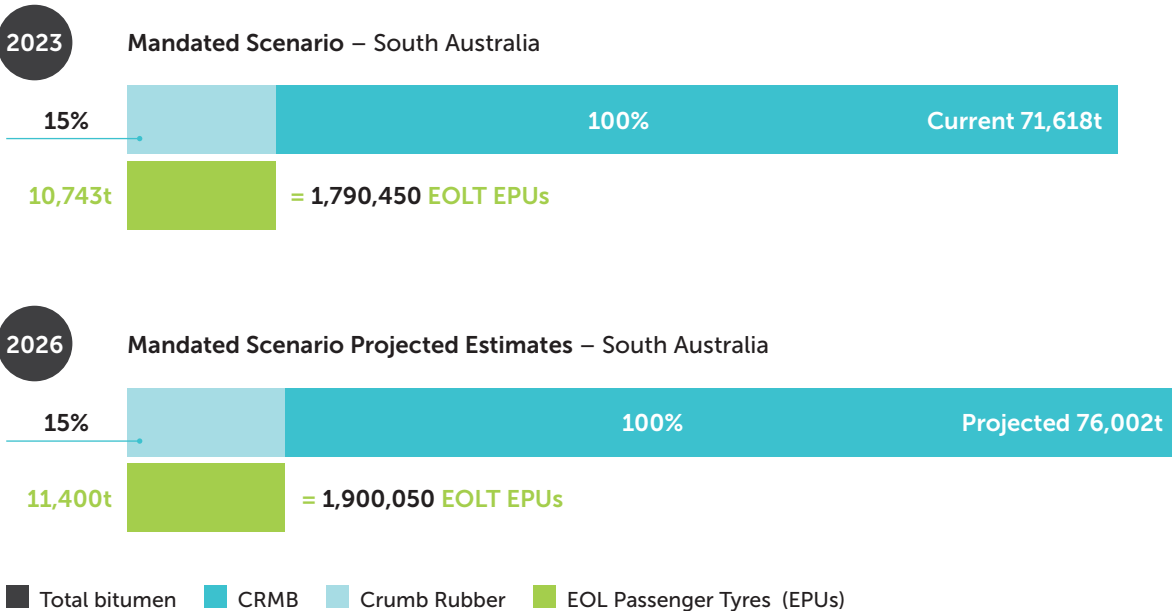 2023
Mandated Scenario – South Australia
15%
100%
Current 71,618t
10,743t
= 1,790,450 EOLT EPUs
2026
Mandated Scenario Projected Estimates – South Australia
15%
100%
Projected 76,002t
11,400t
= 1,900,050 EOLT EPUs
Total bitumen
CRMB
Crumb Rubber
EOL Passenger Tyres (EPUs)